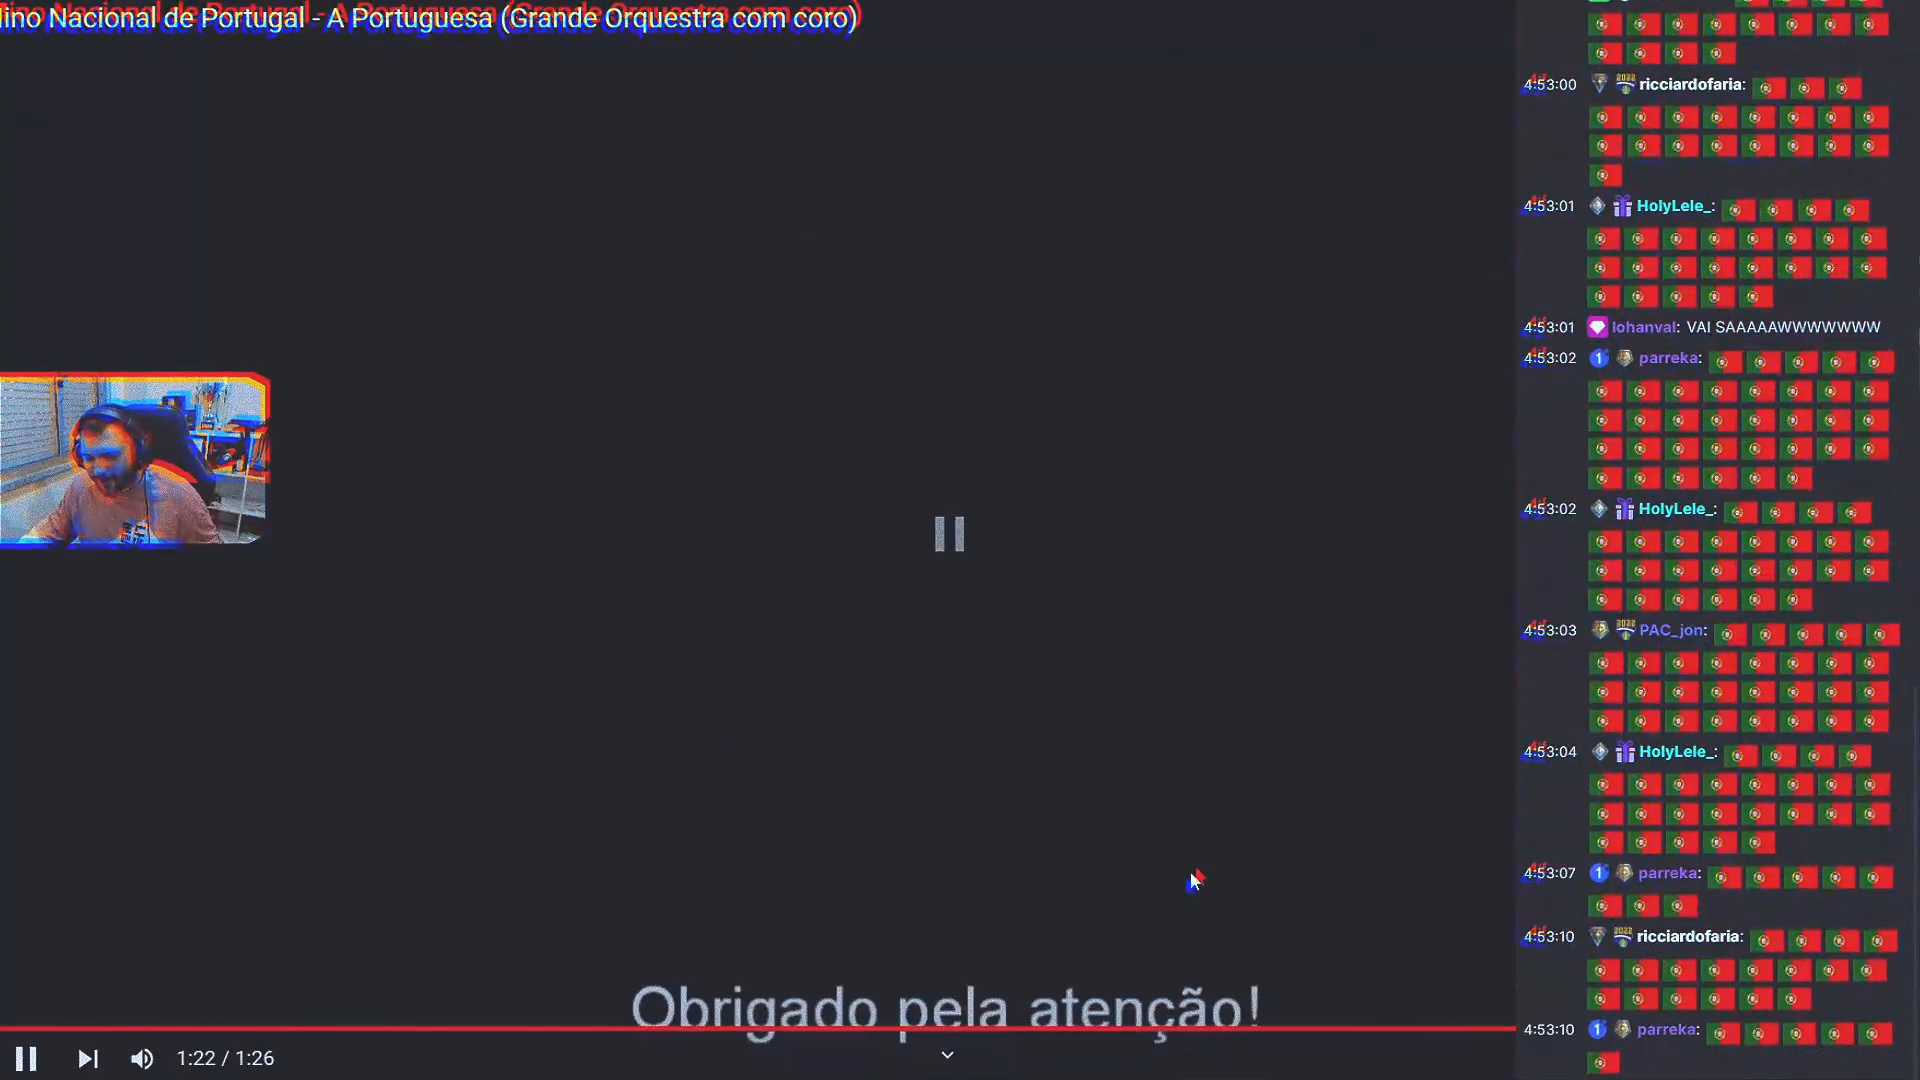 ino Nacional de Portugal - A Portuguesa (Grande Orquestra com coro)
4:53:00 ricciardofaria:
4:53:01 HolyLele_:
4:53:01 lohanval: VAI SAAAAAWWWWWWW
4:53:02 parreka:
4:53:02 HolyLele_:
4:53:03 PAC_jon:
4:53:04 HolyLele_:
4:53:07 parreka:
4:53:10 ricciardofaria:
4:53:10 parreka:
Obrigado pela atenção!
1:22 / 1:26